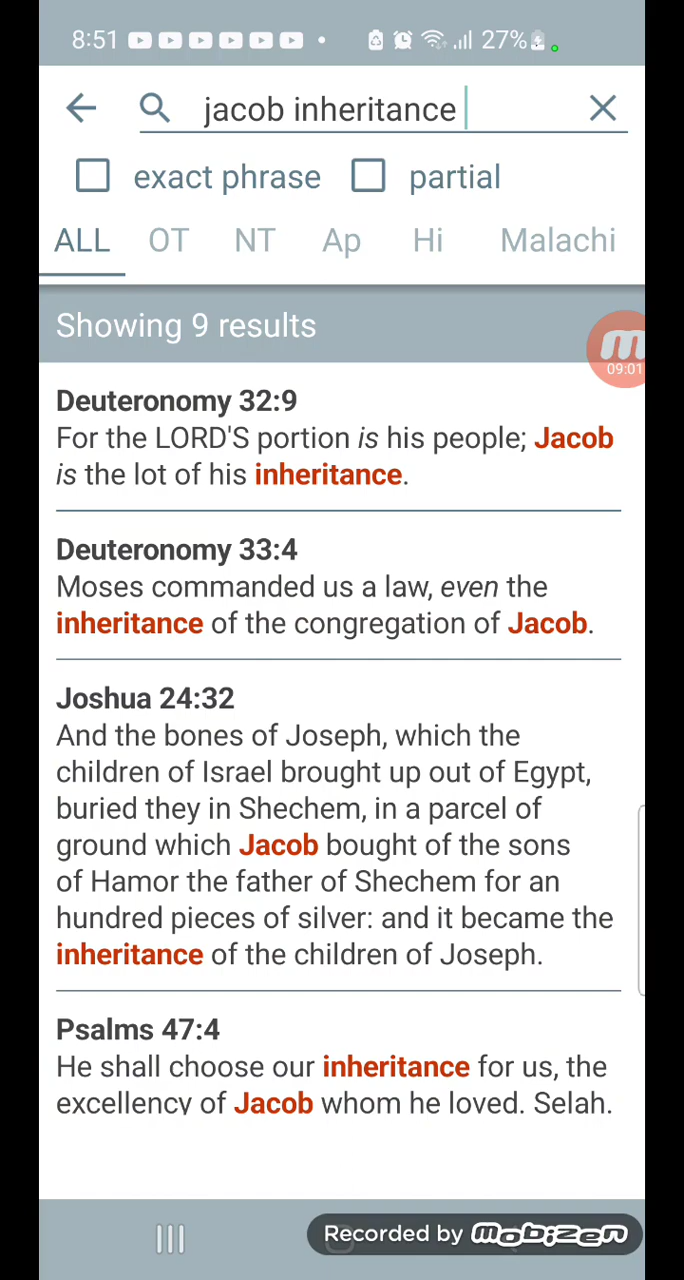 8:51 27%
jacob inheritance
exact phrase partial
ALL OT NT Ap Hi Malachi
Showing 9 results
09:01
Deuteronomy 32:9
For the LORD'S portion is his people; Jacob
is the lot of his inheritance.
Deuteronomy 33:4
Moses commanded us a law, even the
inheritance of the congregation of Jacob.
Joshua 24:32
And the bones of Joseph, which the
children of Israel brought up out of Egypt,
buried they in Shechem, in a parcel of
ground which Jacob bought of the sons
of Hamor the father of Shechem for an
hundred pieces of silver: and it became the
inheritance of the children of Joseph.
Psalms 47:4
He shall choose our inheritance for us, the
excellency of Jacob whom he loved. Selah.
Recorded by mobizen